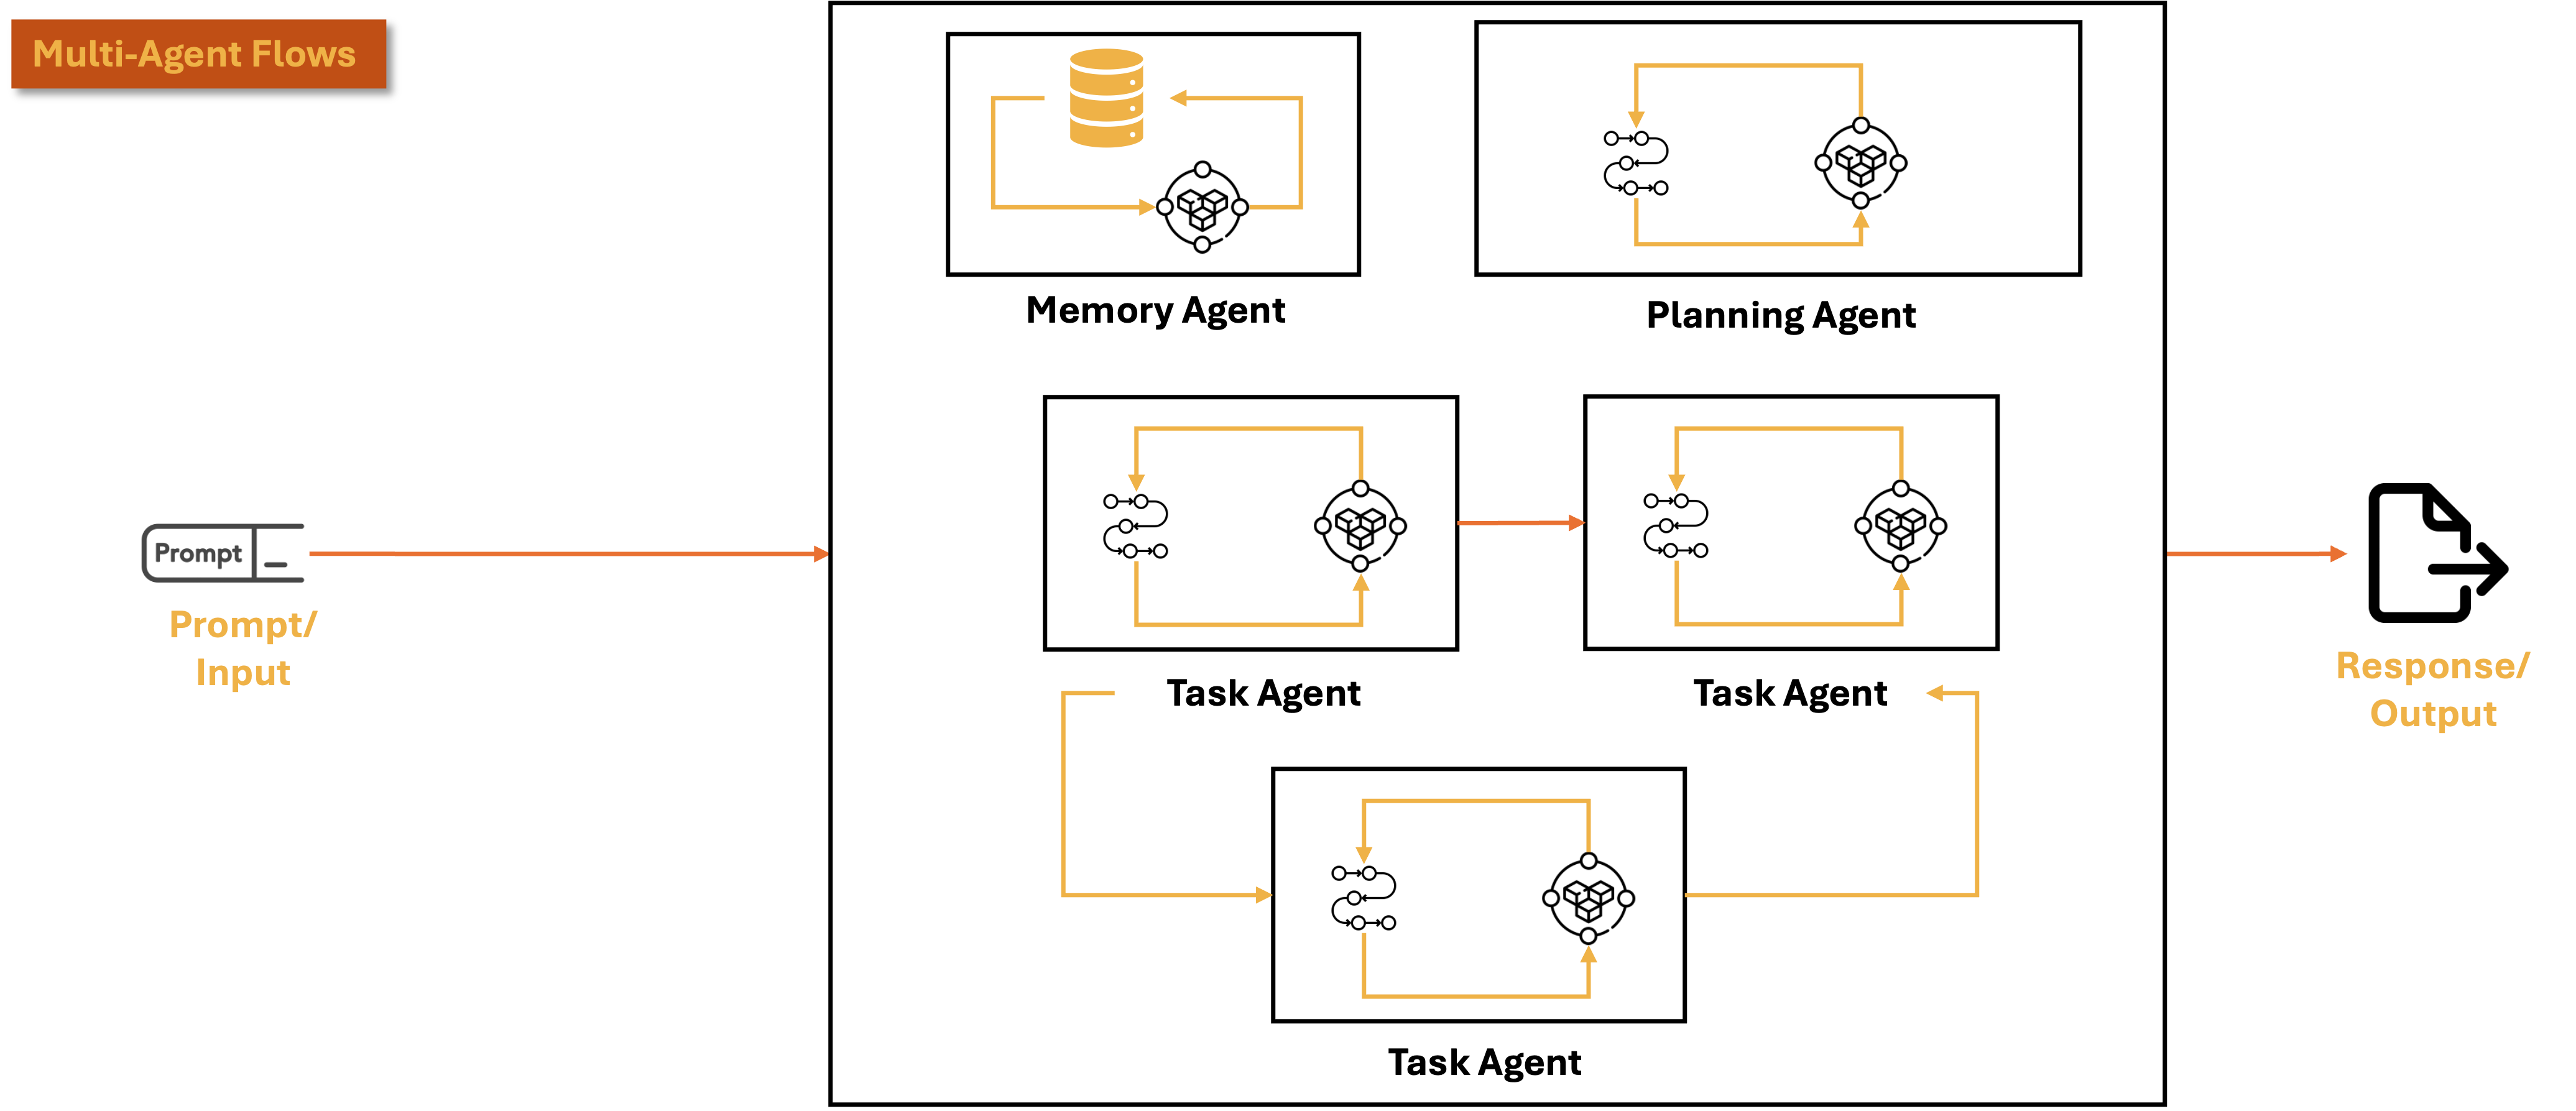 Multi-Agent Flows
Memory Agent
Planning Agent
Prompt _
Prompt/
Input
Task Agent
Task Agent
Response/
Output
Task Agent